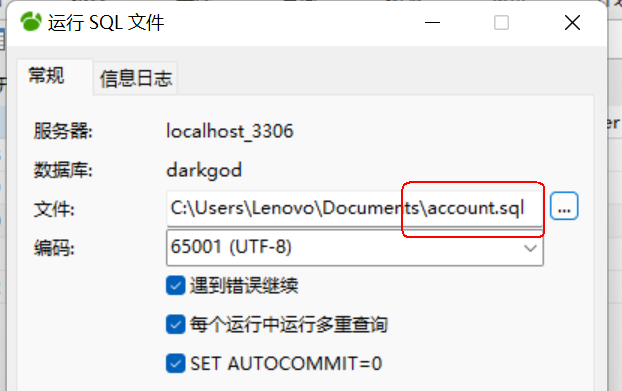 运行 SQL 文件
常规 信息日志
服务器: localhost_3306
数据库: darkgod
文件: C:\Users\Lenovo\Documents\account.sql ...
编码: 65001 (UTF-8)
遇到错误继续
每个运行中运行多重查询
SET AUTOCOMMIT=0